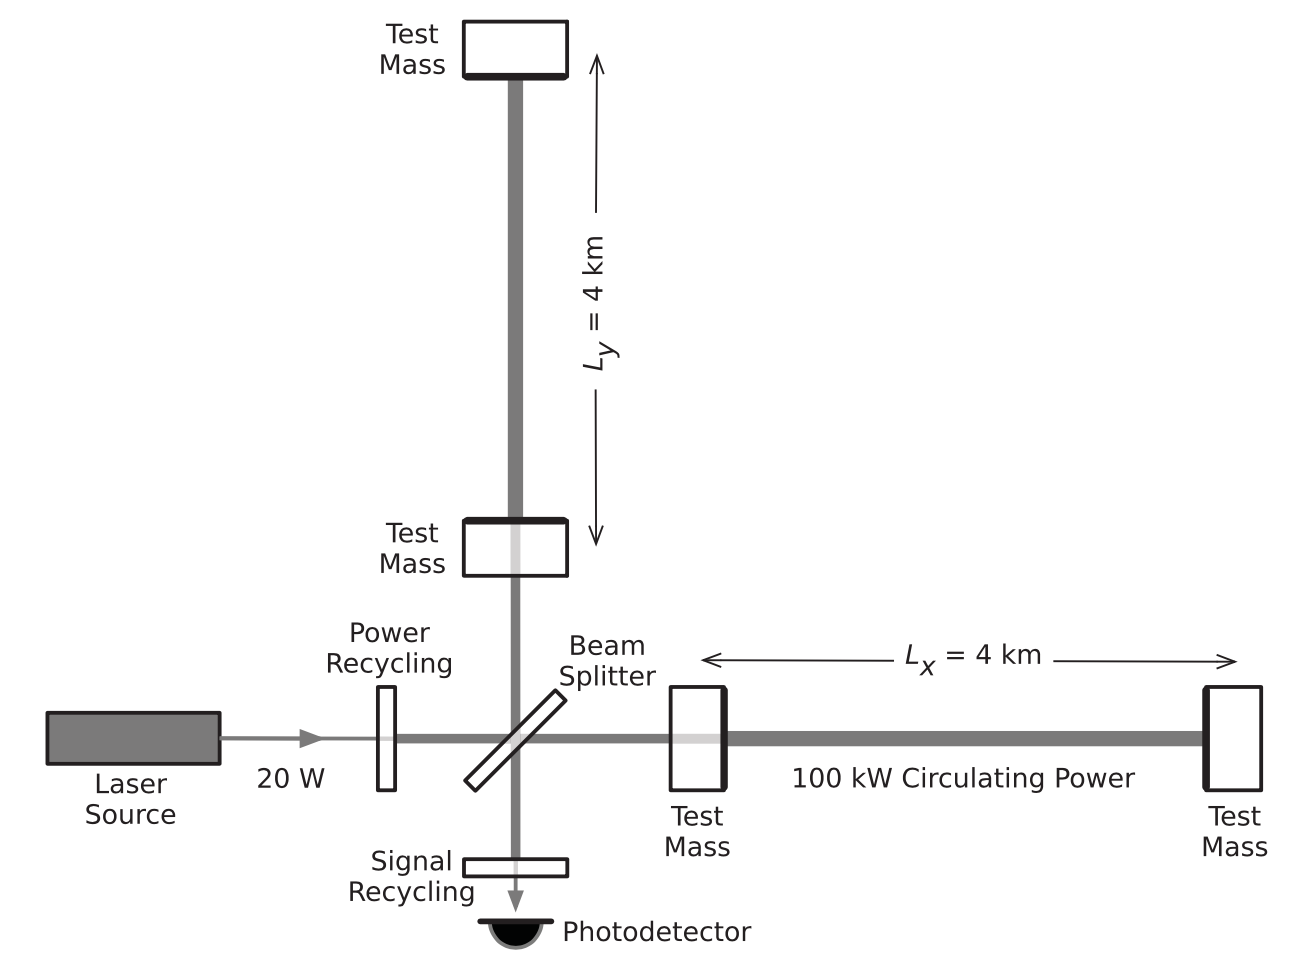 Test
Mass
L_y = 4 km
Test
Mass
Power
Recycling
Beam
Splitter
L_x = 4 km
20 W
Laser
Source
100 kW Circulating Power
Test
Mass
Test
Mass
Signal
Recycling
Photodetector